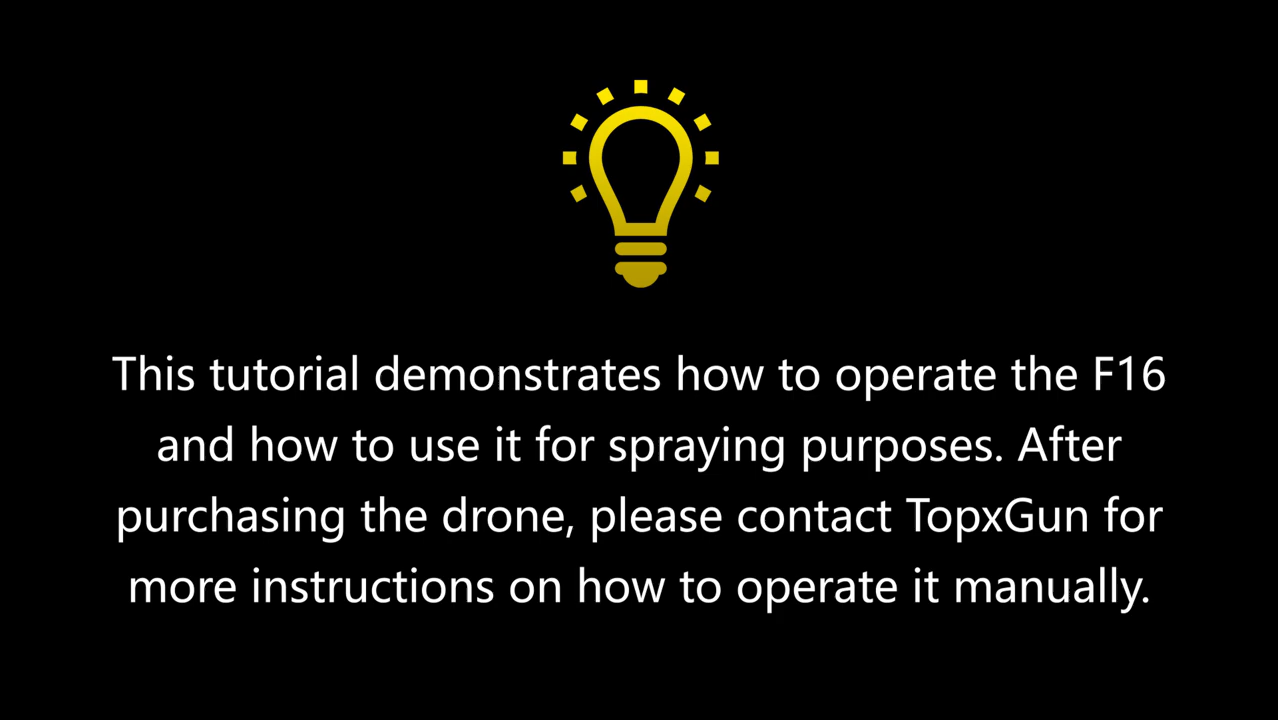 This tutorial demonstrates how to operate the F16
and how to use it for spraying purposes. After
purchasing the drone, please contact TopxGun for
more instructions on how to operate it manually.